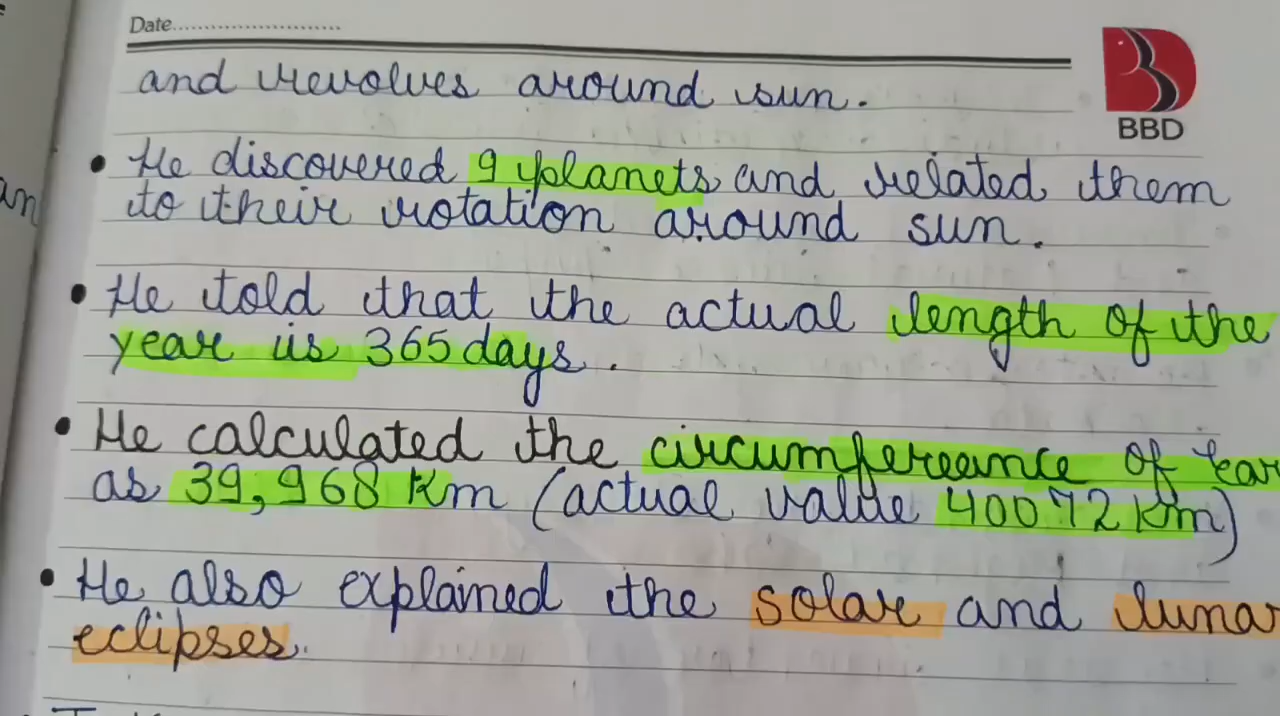 Date
BBD
and revolves around sun.
an
• He discovered 9 planets and related them
to their rotation around sun.
• He told that the actual length of the
year is 365 days.
• He calculated the circumfereance of Ear
as 39,968 Km (actual value 40072 Km)
• He also explained the solar and lunar
eclipses.